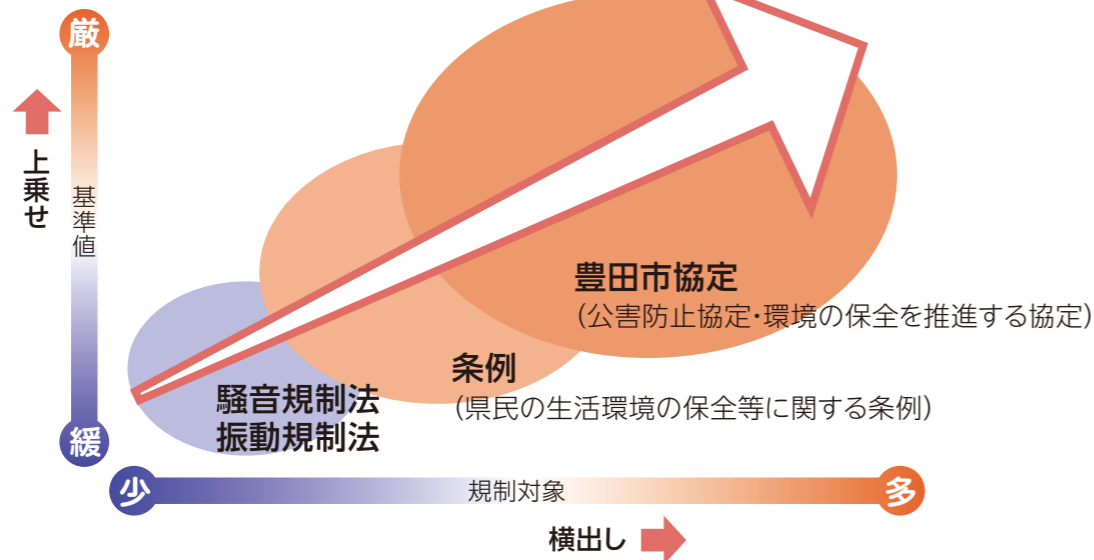 厳
上乗せ
基準値
緩
豊田市協定
（公害防止協定・環境の保全を推進する協定）
条例
（県民の生活環境の保全等に関する条例）
騒音規制法
振動規制法
少
規制対象
多
横出し